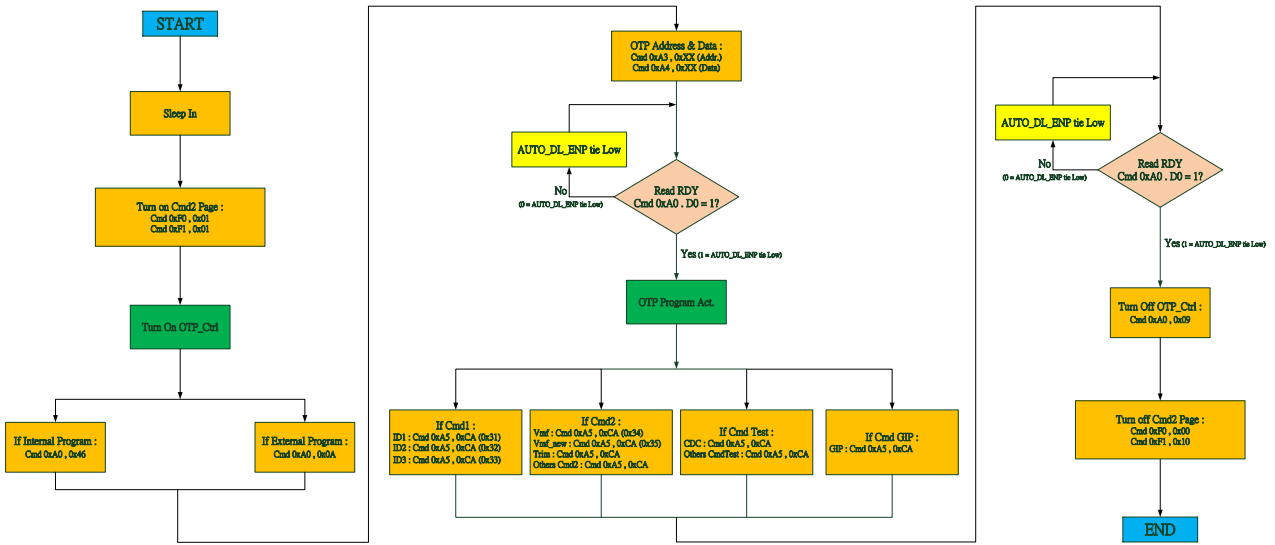 START
Sleep In
Turn on Cmd2 Page :
Cmd 0xF0 , 0x01
Cmd 0xF1 , 0x01
Turn On OTP_Ctrl
If Internal Program :
Cmd 0xA0 , 0x46
If External Program :
Cmd 0xA0 , 0x0A
OTP Address & Data :
Cmd 0xA3 , 0xXX (Addr.)
Cmd 0xA4 , 0xXX (Data)
AUTO_DL_ENP tie Low
No
(0 = AUTO_DL_ENP tie Low)
Read RDY
Cmd 0xA0 . D0 = 1?
Yes (1 = AUTO_DL_ENP tie Low)
OTP Program Act.
If Cmd1 :
ID1 : Cmd 0xA5 , 0xCA (0x31)
ID2 : Cmd 0xA5 , 0xCA (0x32)
ID3 : Cmd 0xA5 , 0xCA (0x33)
If Cmd2 :
Vmf : Cmd 0xA5 , 0xCA (0x34)
Vmf_new : Cmd 0xA5 , 0xCA (0x35)
Trim : Cmd 0xA5 , 0xCA
Others Cmd2 : Cmd 0xA5 , 0xCA
If Cmd Test :
CDC : Cmd 0xA5 , 0xCA
Others CmdTest : Cmd 0xA5 , 0xCA
If Cmd GIP :
GIP : Cmd 0xA5 , 0xCA
AUTO_DL_ENP tie Low
No
(0 = AUTO_DL_ENP tie Low)
Read RDY
Cmd 0xA0 . D0 = 1?
Yes (1 = AUTO_DL_ENP tie Low)
Turn Off OTP_Ctrl :
Cmd 0xA0 , 0x09
Turn off Cmd2 Page :
Cmd 0xF0 , 0x00
Cmd 0xF1 , 0x10
END